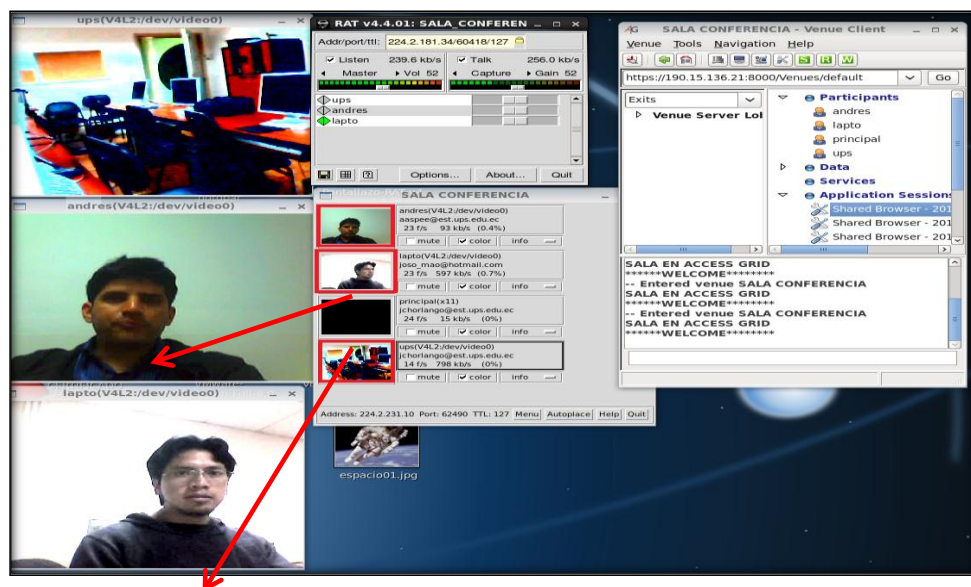 ups(V4L2:/dev/video0)
andres(V4L2:/dev/video0)
lapto(V4L2:/dev/video0)
RAT v4.4.01: SALA_CONFEREN
Addr/port/ttl: 224.2.181.34/60418/127
Listen 239.6 kb/s Talk 256.0 kb/s
Master Vol 52 Capture Gain 52
ups
andres
lapto
Options... About... Quit
SALA CONFERENCIA
andres(V4L2:/dev/video0)
aaspee@est.ups.edu.ec
23 f/s 93 kb/s (0.4%)
mute color info
lapto(V4L2:/dev/video0)
joso_mao@hotmail.com
23 f/s 597 kb/s (0.7%)
mute color info
principal(x11)
jchorlango@est.ups.edu.ec
24 f/s 15 kb/s (0%)
mute color info
ups(V4L2:/dev/video0)
jchorlango@est.ups.edu.ec
14 f/s 798 kb/s (0%)
mute color info
Address: 224.2.231.10 Port: 62490 TTL: 127 Menu Autoplace Help Quit
espacio01.jpg
SALA CONFERENCIA - Venue Client
Venue Tools Navigation Help
https://190.15.136.21:8000/Venues/default Go
Exits
Venue Server Lob
Participants
andres
lapto
principal
ups
Data
Services
Application Sessions
Shared Browser - 201
Shared Browser - 201
Shared Browser - 201
SALA EN ACCESS GRID
******WELCOME********
-- Entered venue SALA CONFERENCIA
SALA EN ACCESS GRID
******WELCOME********
-- Entered venue SALA CONFERENCIA
SALA EN ACCESS GRID
******WELCOME********